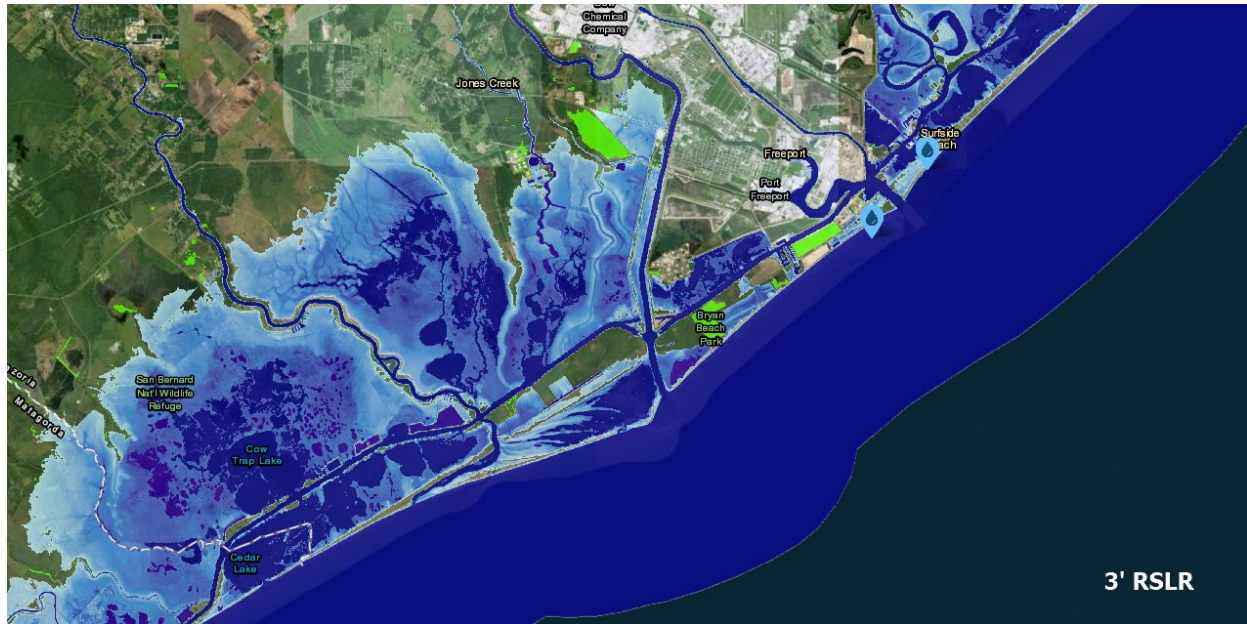 Chemical
Company
Jones Creek
Surfside
Freeport
Port
Freeport
Bryan
Beach
Park
San Bernard
Nat'l Wildlife
Refuge
Matagorda
Cow
Trap Lake
Cedar
Lake
3' RSLR